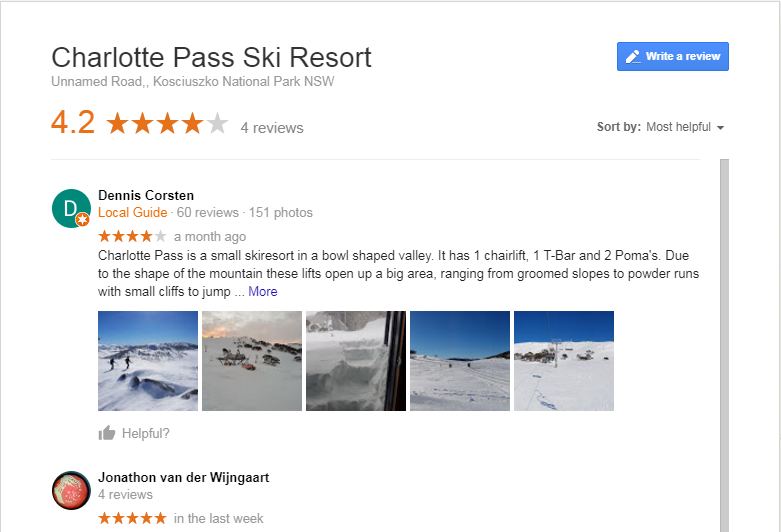 Charlotte Pass Ski Resort
Write a review
Unnamed Road,, Kosciuszko National Park NSW
4.2 4 reviews
Sort by: Most helpful
D
Dennis Corsten
Local Guide · 60 reviews · 151 photos
a month ago
Charlotte Pass is a small skiresort in a bowl shaped valley. It has 1 chairlift, 1 T-Bar and 2 Poma's. Due
to the shape of the mountain these lifts open up a big area, ranging from groomed slopes to powder runs
with small cliffs to jump ... More
Helpful?
Jonathon van der Wijngaart
4 reviews
in the last week